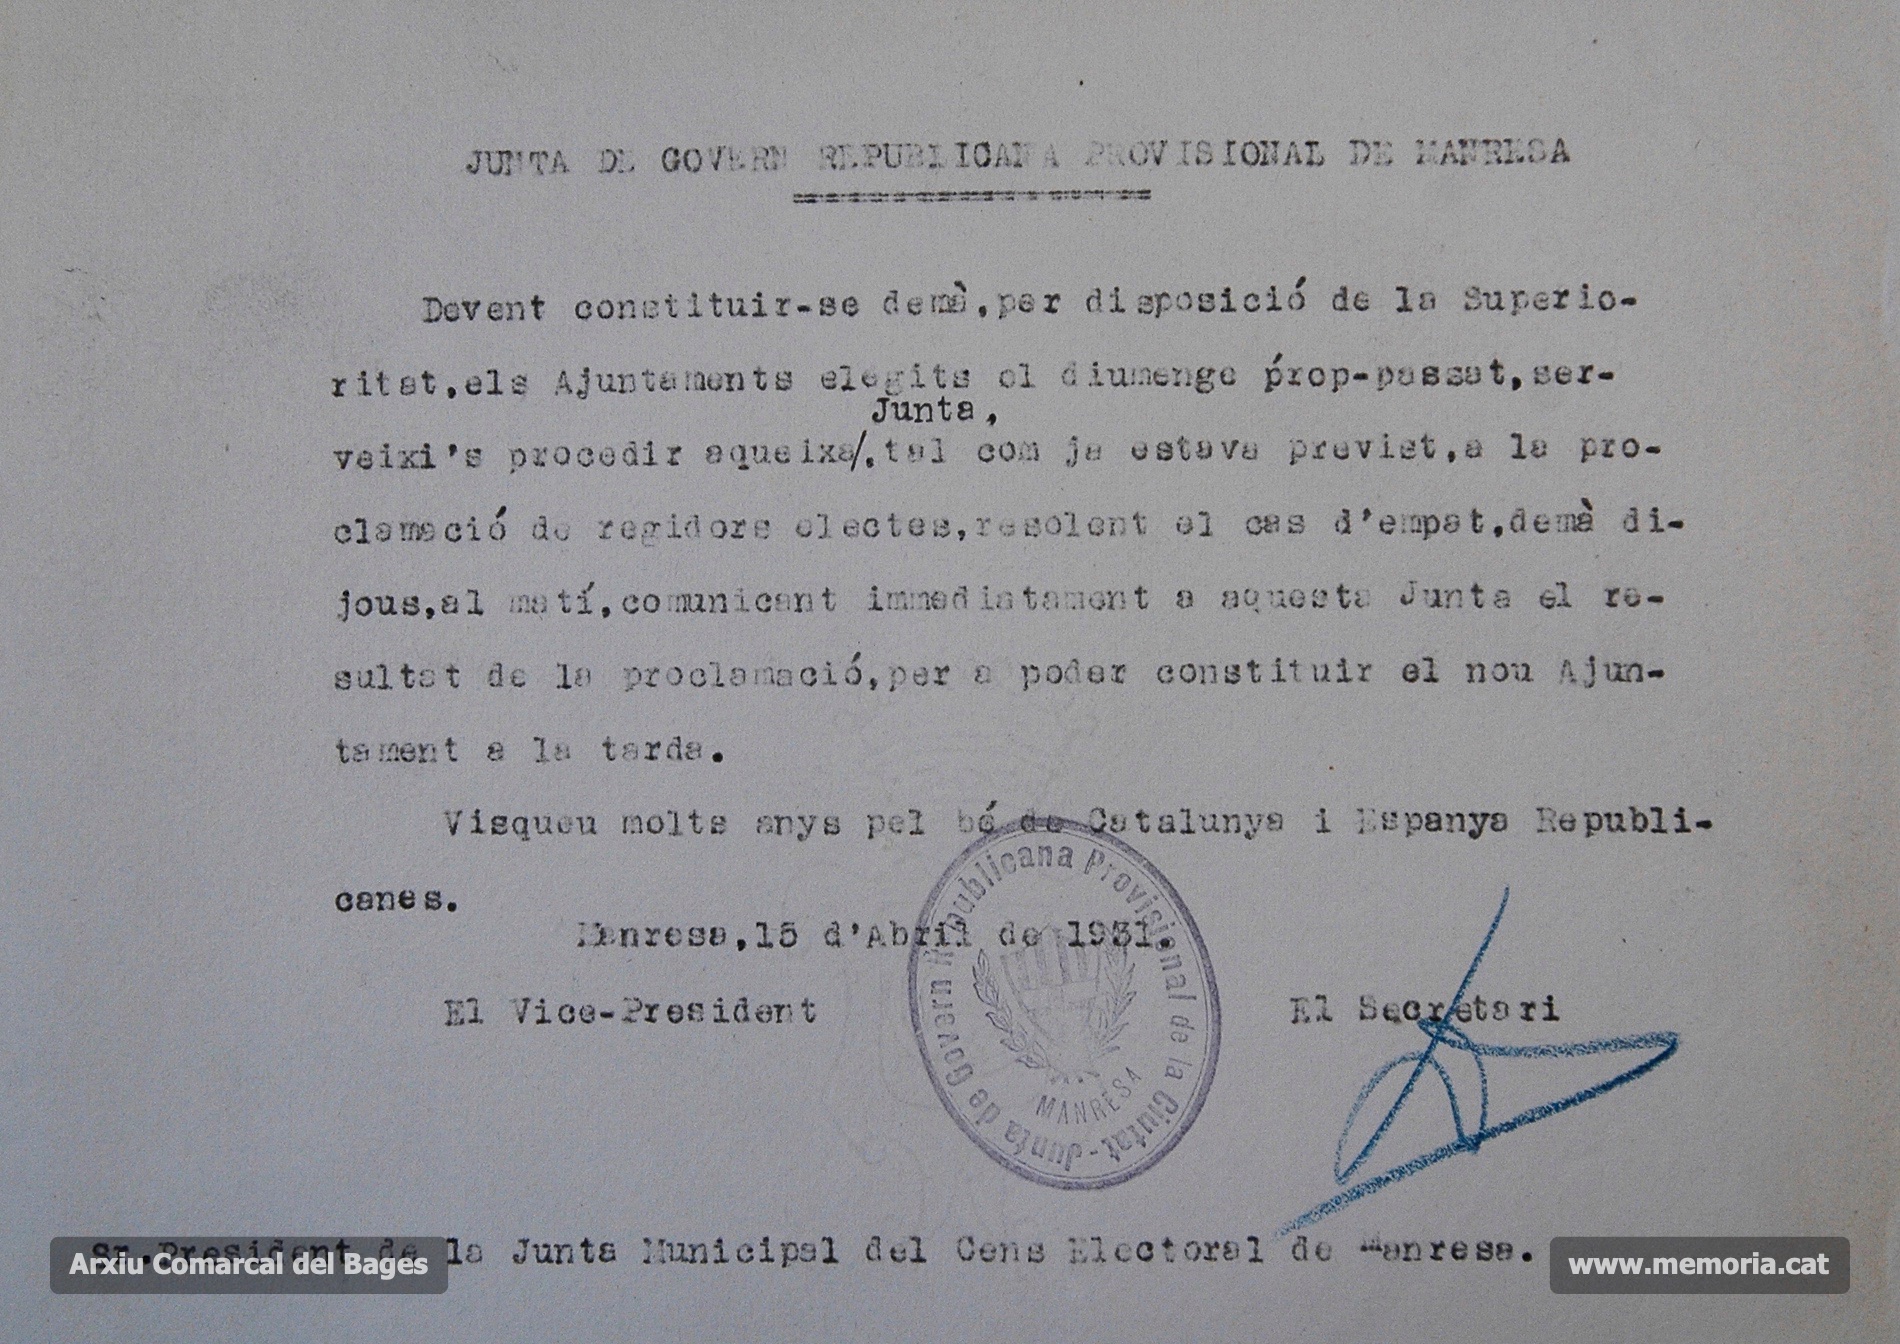 JUNTA DE GOVERN REPUBLICANA PROVISIONAL DE MANRESA
Devent constituir-se demà,per disposició de la Superio-
ritat,els Ajuntaments elegits el diumenge prop-passat,ser-
Junta,
veixi's procedir aqueixa/.tal com ja estava previst,a la pro-
clamació de regidors electes,resolent el cas d'empat,demà di-
jous,al matí,comunicant immediatament a aquesta Junta el re-
sultat de la proclamació,per a poder constituir el nou Ajun-
tament a la tarda.
Visqueu molts anys pel bé de Catalunya i Espanya Republi-
canes.
Manresa,15 d'Abril de 1931.
El Vice-President
El Secretari
Junta de Govern Republicana Provisional de la Ciutat -
MANRESA
Sr.President de la Junta Municipal del Cens Electoral de Manresa.
Arxiu Comarcal del Bages
www.memoria.cat